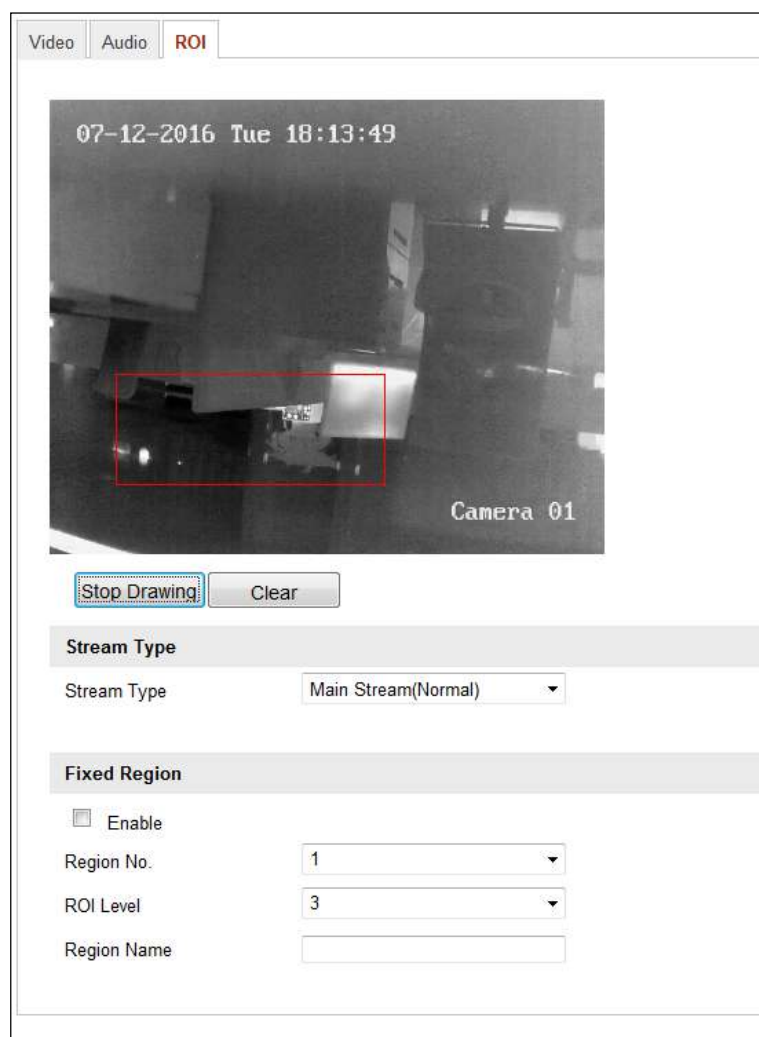 Video Audio ROI
07-12-2016 Tue 18:13:49
Camera 01
Stop Drawing Clear
Stream Type
Stream Type Main Stream(Normal)
Fixed Region
Enable
Region No. 1
ROI Level 3
Region Name